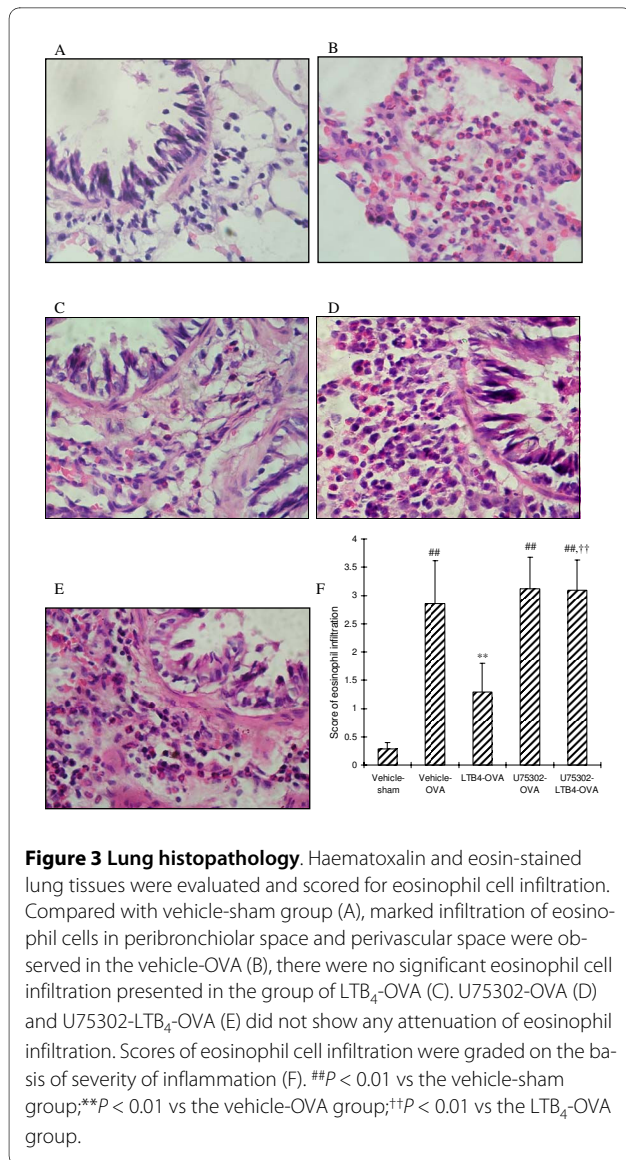 A
B
C
D
E
F
4
3.5
3
2.5
2
1.5
1
0.5
0
Score of eosinophil infiltration
##
**
##
##,††
Vehicle-
sham
Vehicle-
OVA
LTB4-OVA
U75302-
OVA
U75302-
LTB4-OVA
Figure 3 Lung histopathology. Haematoxalin and eosin-stained
lung tissues were evaluated and scored for eosinophil cell infiltration.
Compared with vehicle-sham group (A), marked infiltration of eosino-
phil cells in peribronchiolar space and perivascular space were ob-
served in the vehicle-OVA (B), there were no significant eosinophil cell
infiltration presented in the group of LTB₄-OVA (C). U75302-OVA (D)
and U75302-LTB₄-OVA (E) did not show any attenuation of eosinophil
infiltration. Scores of eosinophil cell infiltration were graded on the ba-
sis of severity of inflammation (F). ##P < 0.01 vs the vehicle-sham
group;**P < 0.01 vs the vehicle-OVA group;††P < 0.01 vs the LTB₄-OVA
group.